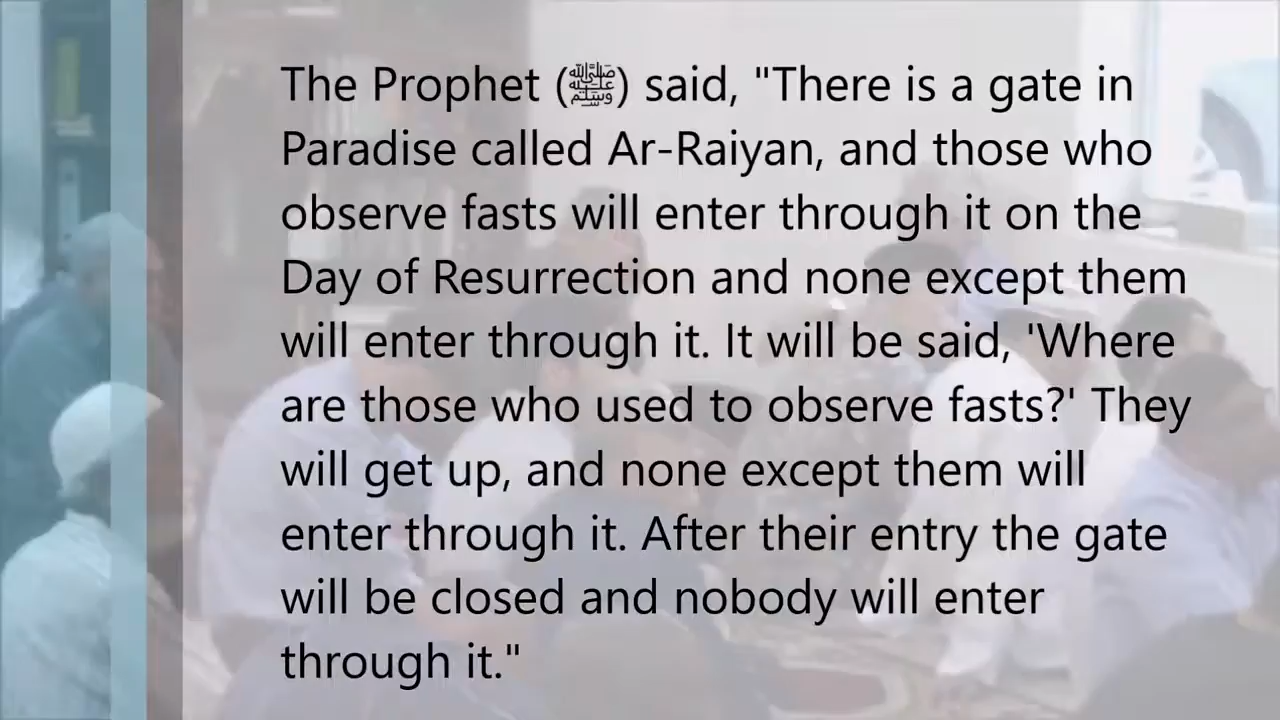 The Prophet (ﷺ) said, "There is a gate in
Paradise called Ar-Raiyan, and those who
observe fasts will enter through it on the
Day of Resurrection and none except them
will enter through it. It will be said, 'Where
are those who used to observe fasts?' They
will get up, and none except them will
enter through it. After their entry the gate
will be closed and nobody will enter
through it."